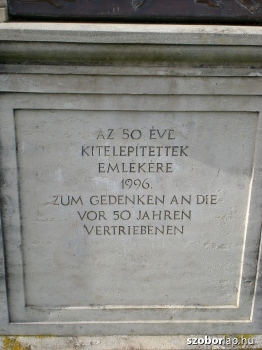 AZ 50 ÉVE
KITELEPÍTETTEK
EMLÉKÉRE
1996.
ZUM GEDENKEN AN DIE
VOR 50 JAHREN
VERTRIEBENEN
szoborlap.hu